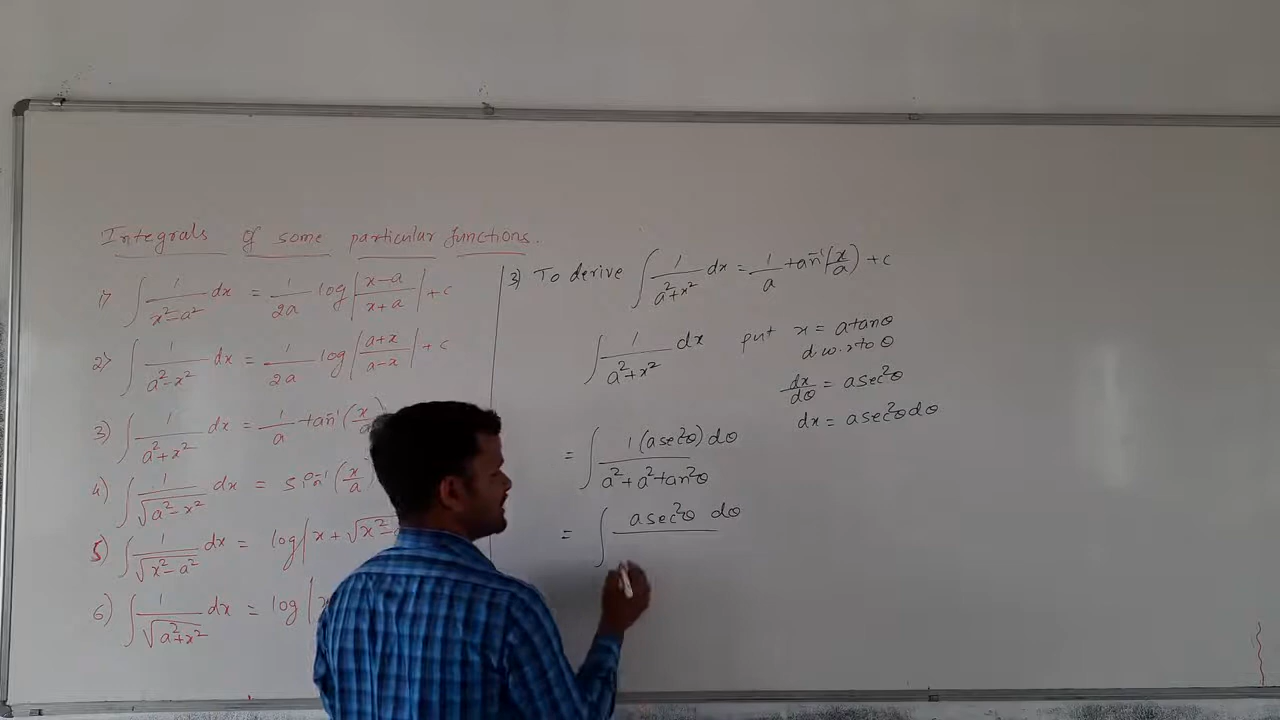 Integrals of some particular functions.
1) ∫ 1/(x²-a²) dx = 1/2a log |(x-a)/(x+a)| + c
2) ∫ 1/(a²-x²) dx = 1/2a log |(a+x)/(a-x)| + c
3) ∫ 1/(a²+x²) dx = 1/a tan⁻¹(x/a)
4) ∫ 1/√(a²-x²) dx = sin⁻¹(x/a)
5) ∫ 1/√(x²-a²) dx = log| x + √x²-
6) ∫ 1/√(a²+x²) dx = log|
3) To derive ∫ 1/(a²+x²) dx = 1/a tan⁻¹(x/a) + c
∫ 1/(a²+x²) dx put x = a tanθ
d.w.r to θ
dx/dθ = a sec²θ
dx = a sec²θ dθ
= ∫ 1(a sec²θ) dθ / (a²+a²+tan²θ)
= ∫ a sec²θ dθ